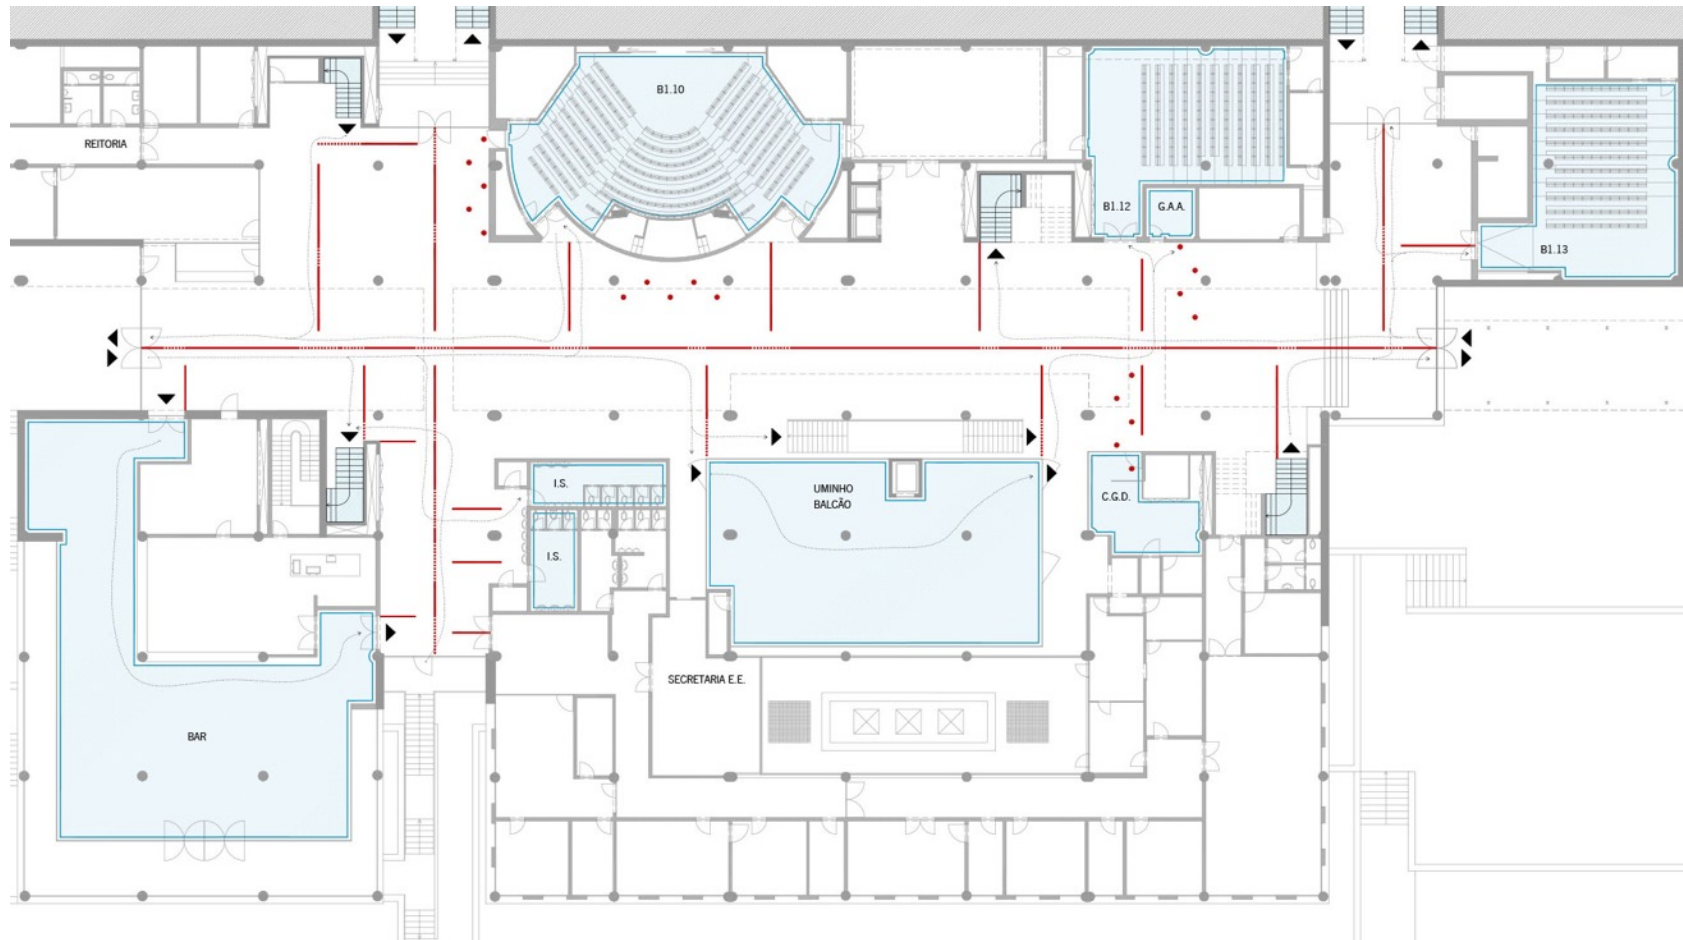 B1.10
REITORIA
B1.12
G.A.A.
B1.13
I.S.
UMINHO
BALCÃO
C.G.D.
I.S.
SECRETARIA E.E.
BAR